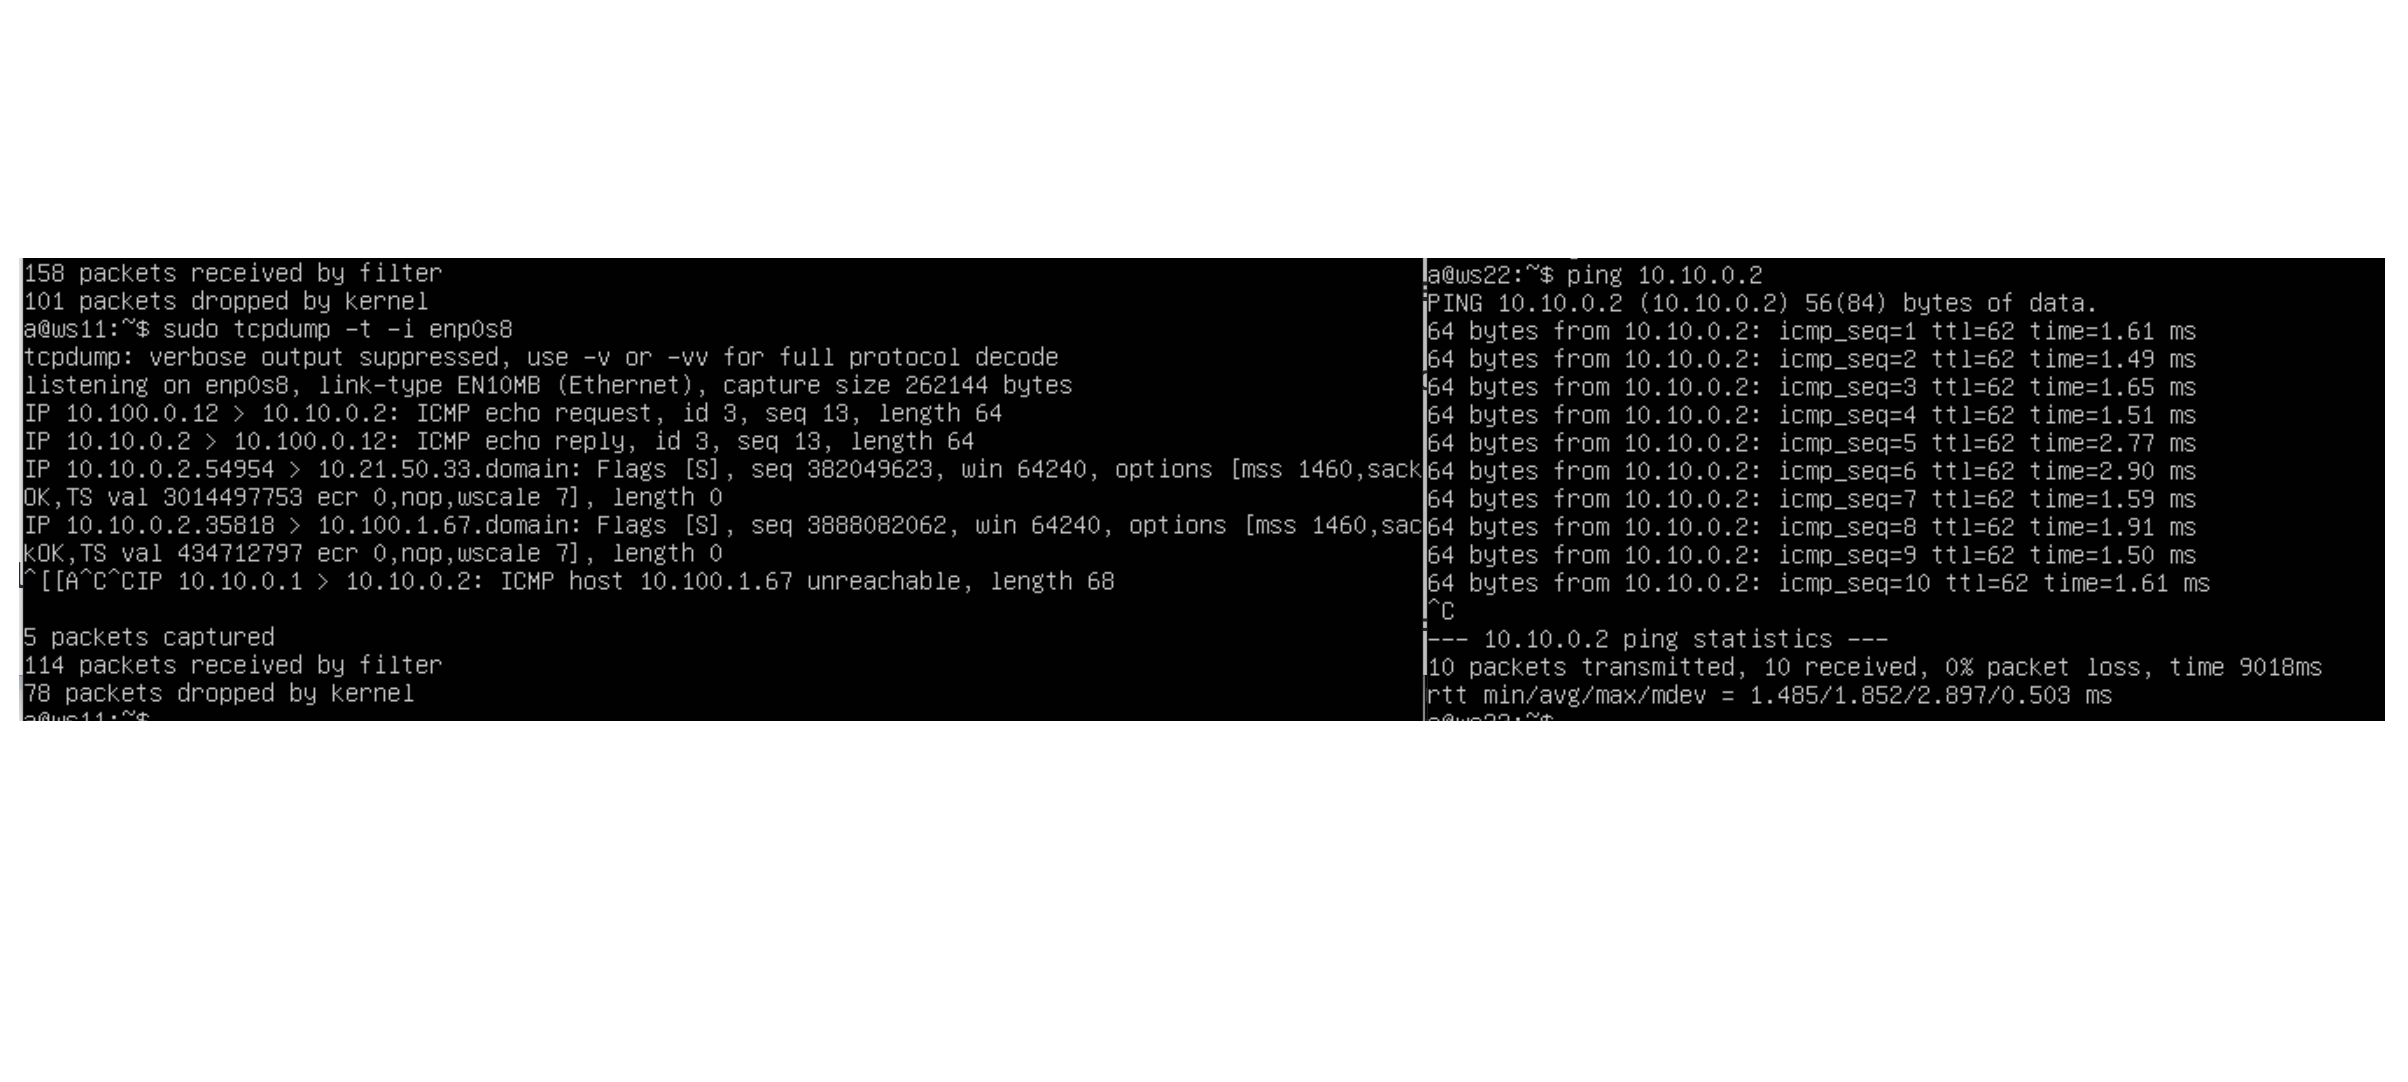 158 packets received by filter
101 packets dropped by kernel
a@ws11:~$ sudo tcpdump -t -i enp0s8
tcpdump: verbose output suppressed, use -v or -vv for full protocol decode
listening on enp0s8, link-type EN10MB (Ethernet), capture size 262144 bytes
IP 10.100.0.12 > 10.10.0.2: ICMP echo request, id 3, seq 13, length 64
IP 10.10.0.2 > 10.100.0.12: ICMP echo reply, id 3, seq 13, length 64
IP 10.10.0.2.54954 > 10.21.50.33.domain: Flags [S], seq 382049623, win 64240, options [mss 1460,sack
OK,TS val 3014497753 ecr 0,nop,wscale 7], length 0
IP 10.10.0.2.35818 > 10.100.1.67.domain: Flags [S], seq 3888082062, win 64240, options [mss 1460,sac
kOK,TS val 434712797 ecr 0,nop,wscale 7], length 0
^[[A^C^CIP 10.10.0.1 > 10.10.0.2: ICMP host 10.100.1.67 unreachable, length 68
5 packets captured
114 packets received by filter
78 packets dropped by kernel
a@ws11:~$
a@ws22:~$ ping 10.10.0.2
PING 10.10.0.2 (10.10.0.2) 56(84) bytes of data.
64 bytes from 10.10.0.2: icmp_seq=1 ttl=62 time=1.61 ms
64 bytes from 10.10.0.2: icmp_seq=2 ttl=62 time=1.49 ms
64 bytes from 10.10.0.2: icmp_seq=3 ttl=62 time=1.65 ms
64 bytes from 10.10.0.2: icmp_seq=4 ttl=62 time=1.51 ms
64 bytes from 10.10.0.2: icmp_seq=5 ttl=62 time=2.77 ms
64 bytes from 10.10.0.2: icmp_seq=6 ttl=62 time=2.90 ms
64 bytes from 10.10.0.2: icmp_seq=7 ttl=62 time=1.59 ms
64 bytes from 10.10.0.2: icmp_seq=8 ttl=62 time=1.91 ms
64 bytes from 10.10.0.2: icmp_seq=9 ttl=62 time=1.50 ms
64 bytes from 10.10.0.2: icmp_seq=10 ttl=62 time=1.61 ms
^C
--- 10.10.0.2 ping statistics ---
10 packets transmitted, 10 received, 0% packet loss, time 9018ms
rtt min/avg/max/mdev = 1.485/1.852/2.897/0.503 ms
a@ws22:~$